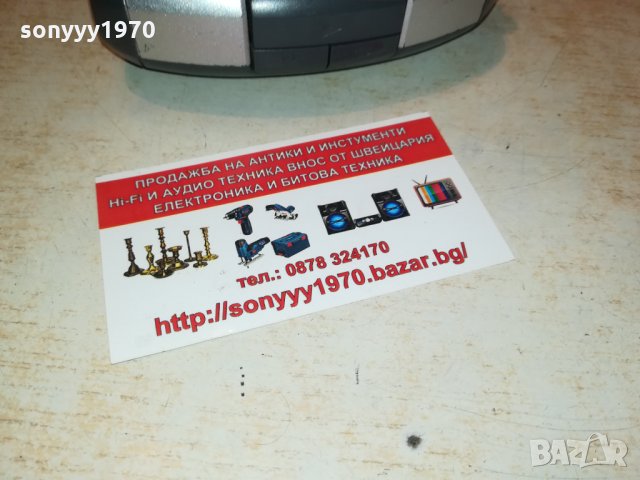 sonyyy1970
sonyyy1970
ПРОДАЖБА НА АНТИКИ И ИНСТУМЕНТИ
Hi-Fi И АУДИО ТЕХНИКА ВНОС ОТ ШВЕЙЦАРИЯ
ЕЛЕКТРОНИКА И БИТОВА ТЕХНИКА
тел.: 0878 324170
http://sonyyy1970.bazar.bg/
BAZAR